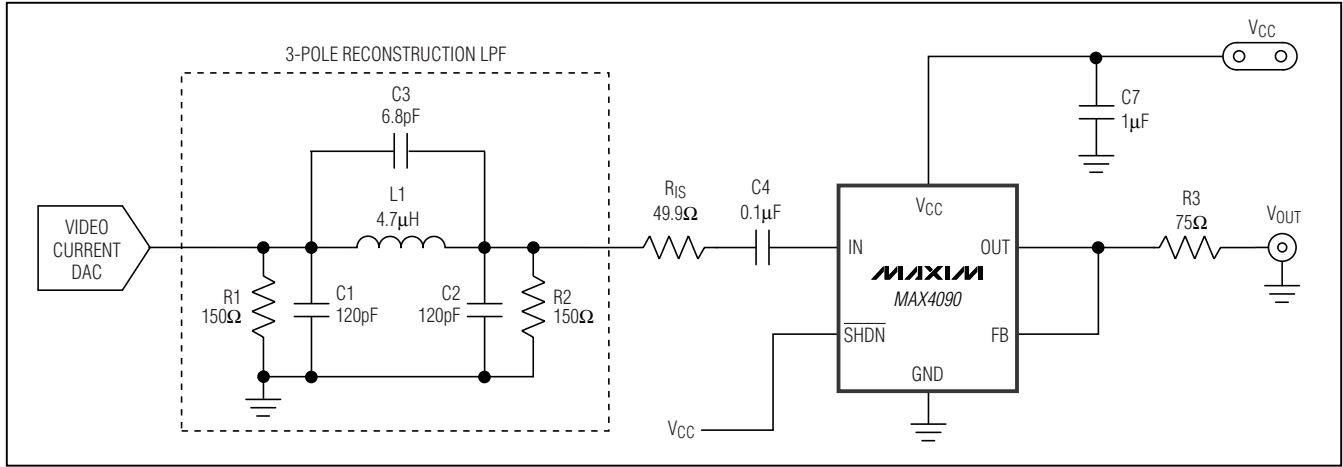 3-POLE RECONSTRUCTION LPF
C3
6.8pF
L1
4.7μH
VIDEO
CURRENT
DAC
R1
150Ω
C1
120pF
C2
120pF
R2
150Ω
RIS
49.9Ω
C4
0.1μF
VCC
C7
1μF
VCC
IN
OUT
MAXIM
MAX4090
SHDN
FB
GND
R3
75Ω
VOUT
VCC